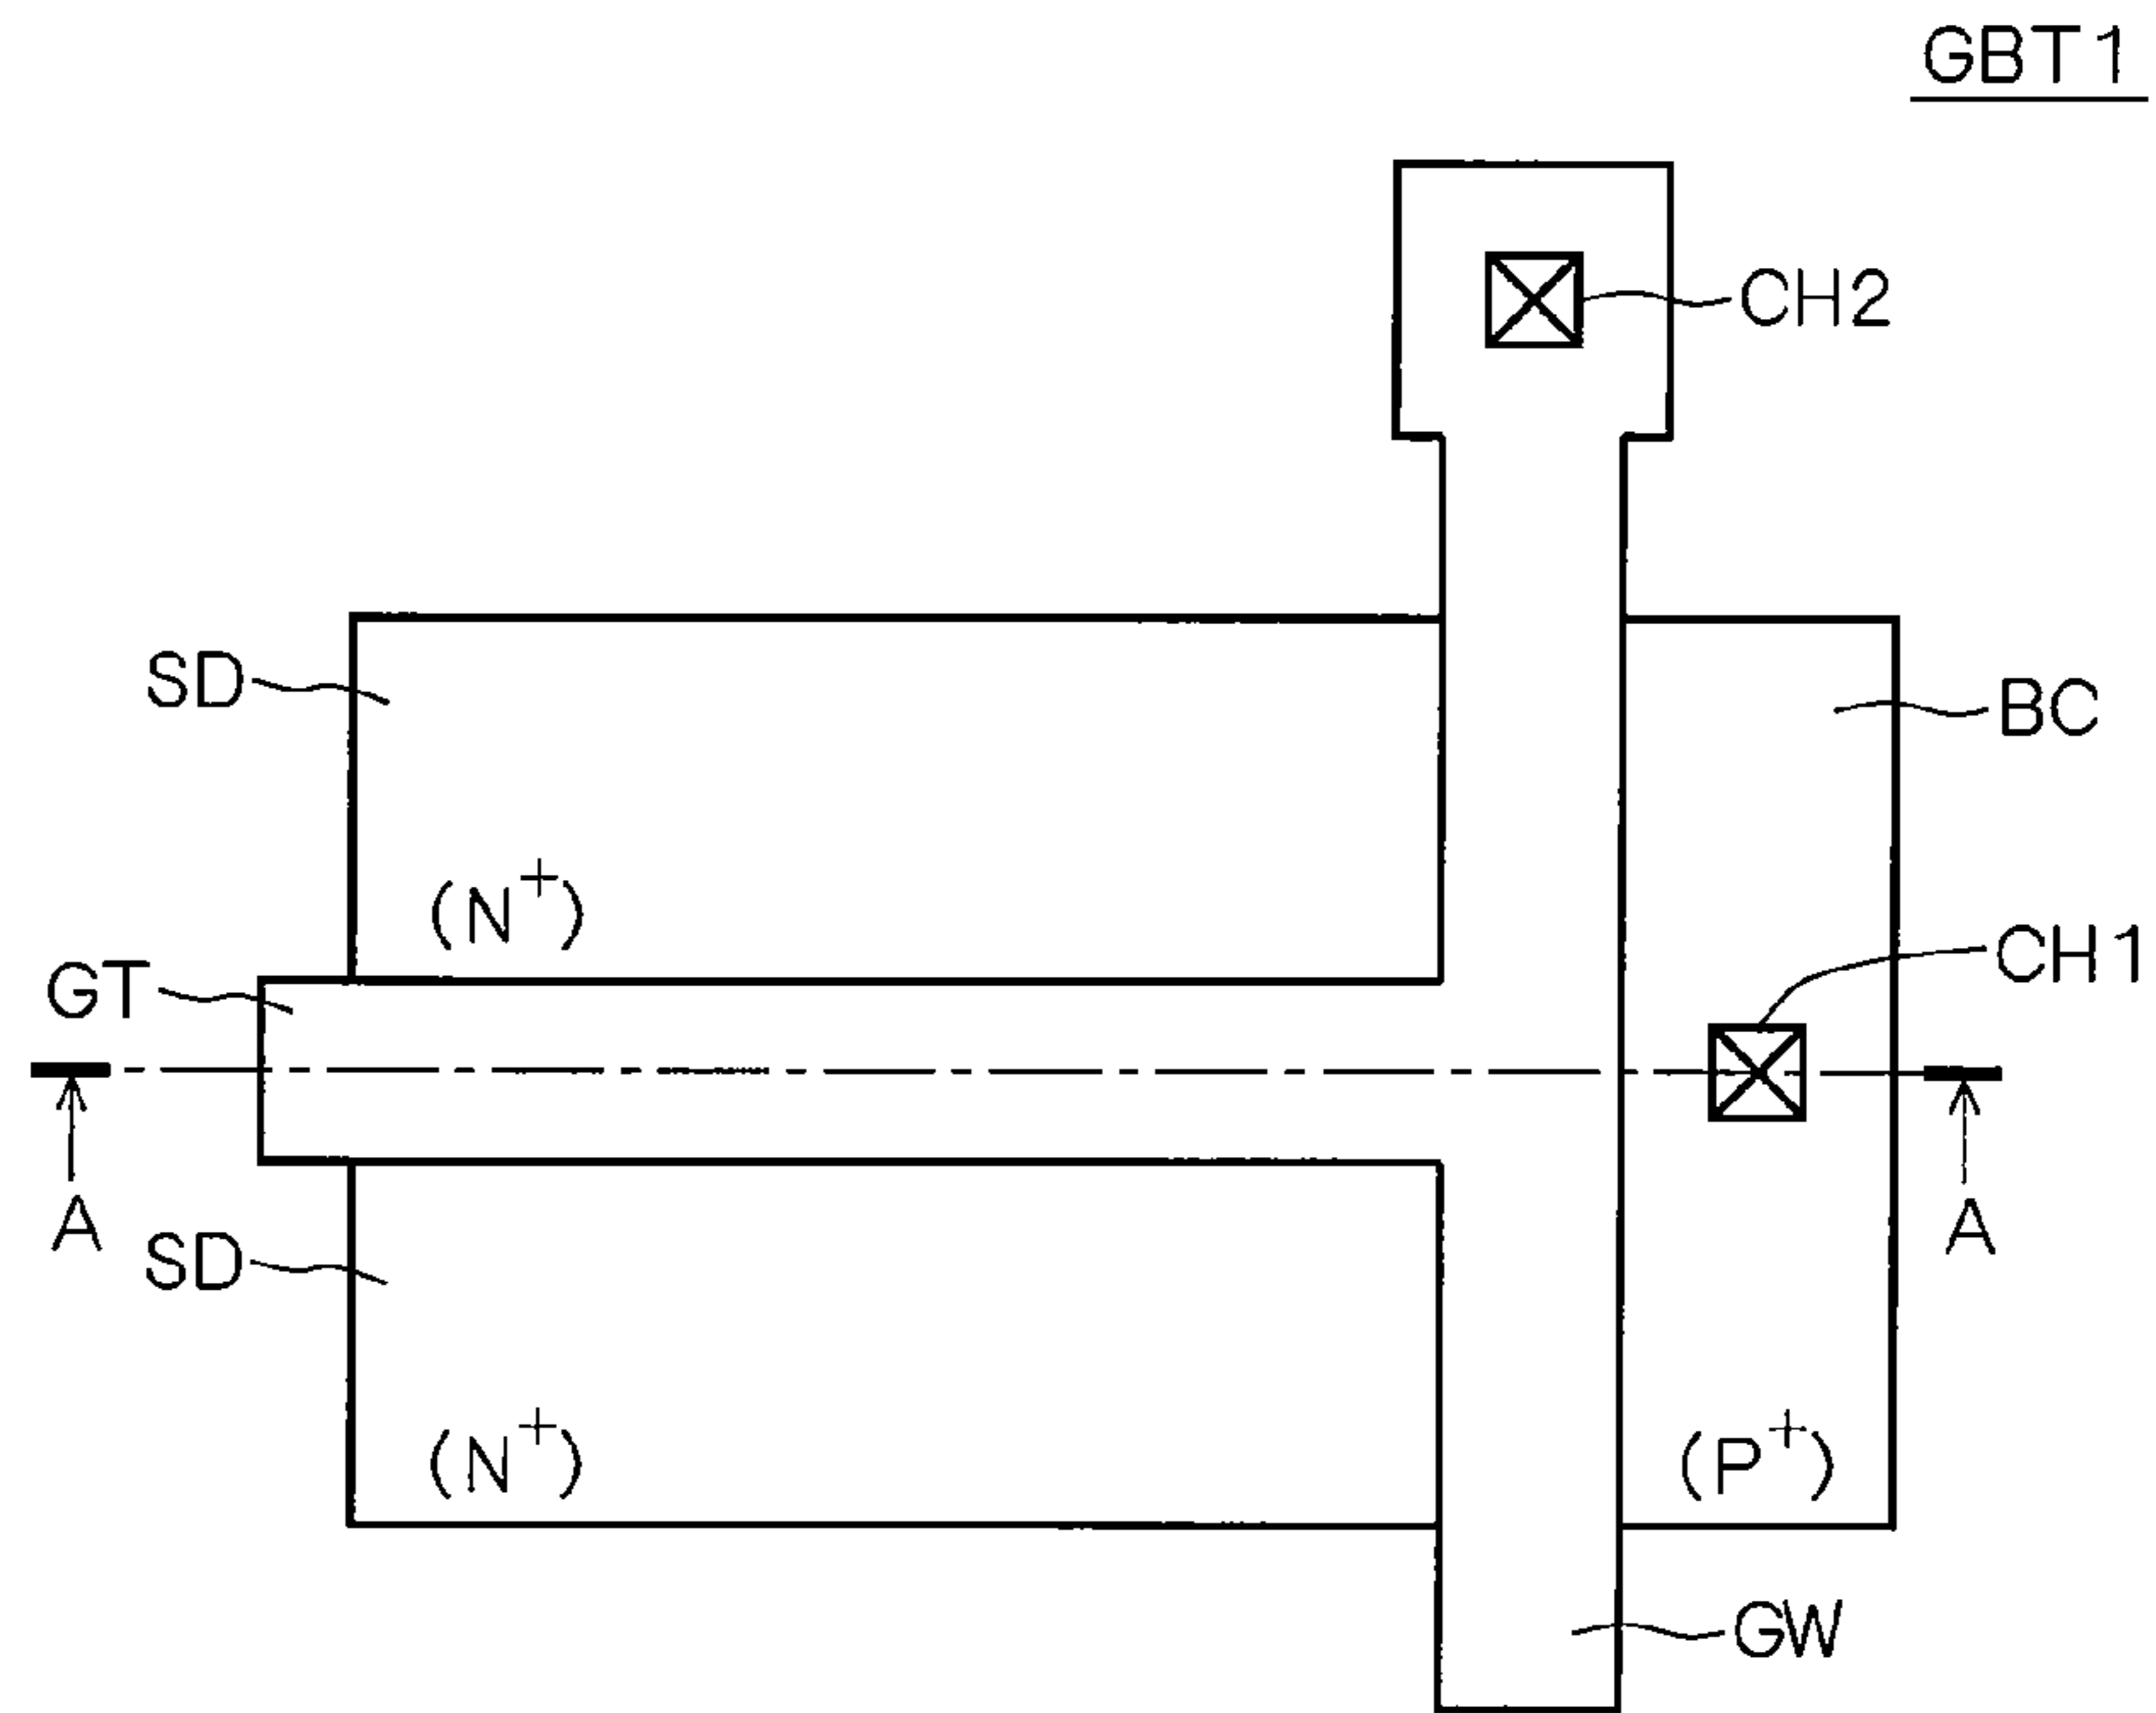 GBT1
CH2
SD
BC
(N+)
GT
CH1
A
A
SD
(N+)
(P+)
GW